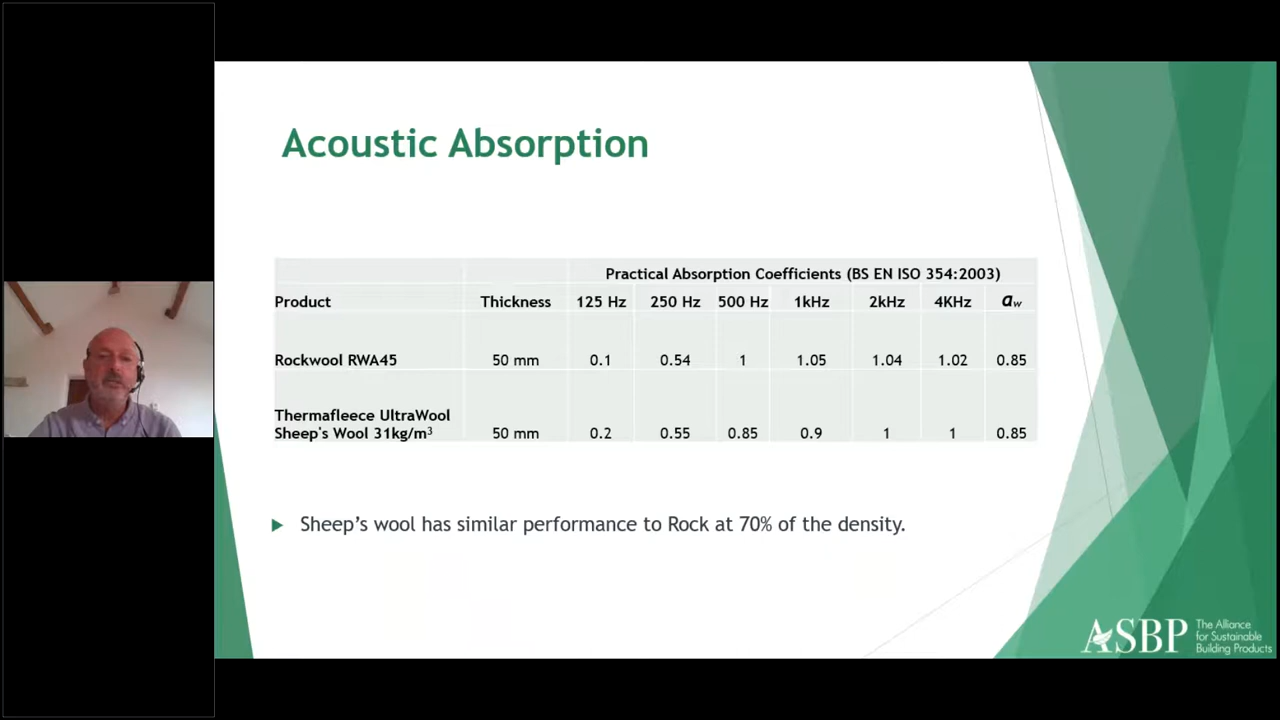 Acoustic Absorption
Practical Absorption Coefficients (BS EN ISO 354:2003)
Product Thickness 125 Hz 250 Hz 500 Hz 1kHz 2kHz 4KHz αw
Rockwool RWA45 50 mm 0.1 0.54 1 1.05 1.04 1.02 0.85
Thermafleece UltraWool
Sheep's Wool 31kg/m³ 50 mm 0.2 0.55 0.85 0.9 1 1 0.85
Sheep’s wool has similar performance to Rock at 70% of the density.
ASBP
The Alliance
for Sustainable
Building Products